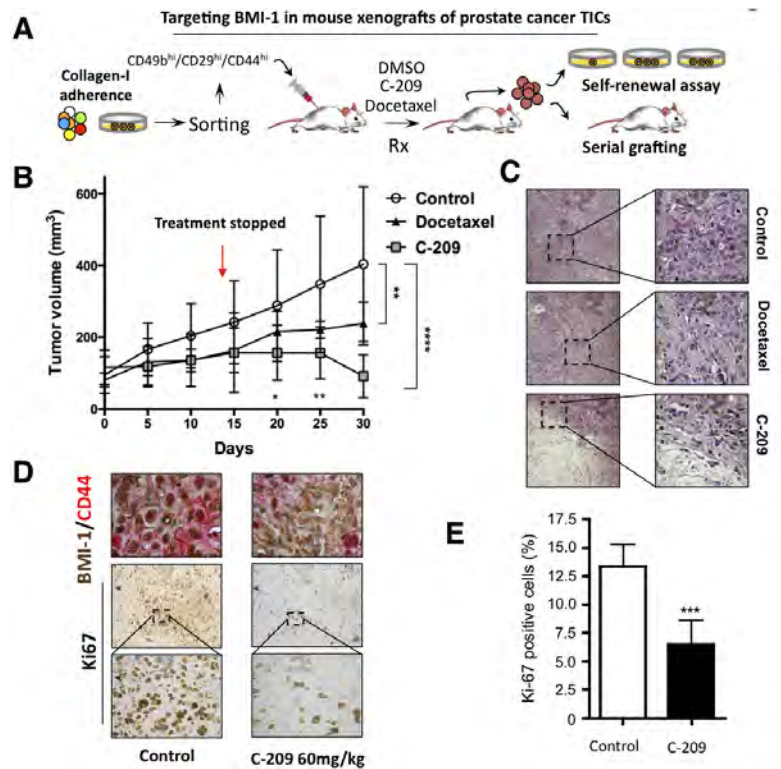 Targeting BMI-1 in mouse xenografts of prostate cancer TICs
A
CD49b^hi/CD29^hi/CD44^hi
Collagen-I
adherence
Sorting
DMSO
C-209
Docetaxel
Rx
Self-renewal assay
Serial grafting
B
Tumor volume (mm³)
600
400
200
0
0
5
10
15
20
25
30
Days
Treatment stopped
Control
Docetaxel
C-209
**
****
*
**
C
Control
Docetaxel
C-209
D
BMI-1/CD44
Ki67
Control
C-209 60mg/kg
E
Ki-67 positive cells (%)
17.5
15.0
12.5
10.0
7.5
5.0
2.5
0
***
Control
C-209